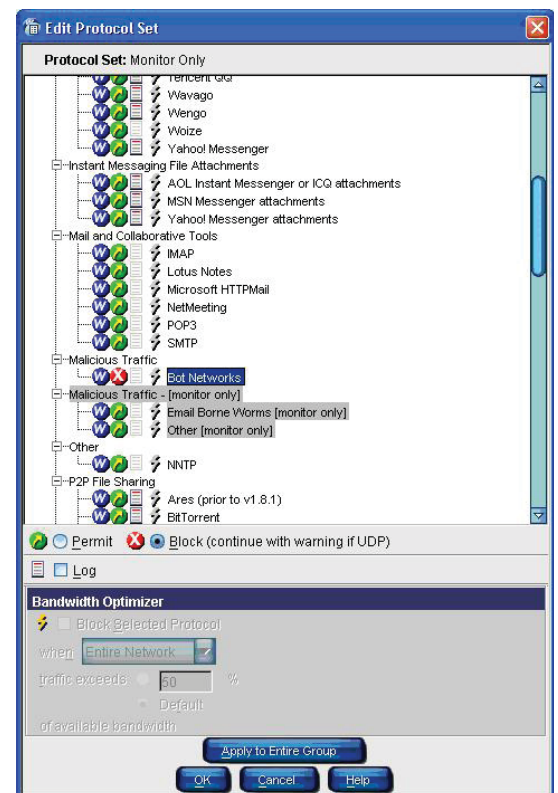 Edit Protocol Set
Protocol Set: Monitor Only
Tencent QQ
Wavago
Wengo
Woize
Yahoo! Messenger
Instant Messaging File Attachments
AOL Instant Messenger or ICQ attachments
MSN Messenger attachments
Yahoo! Messenger attachments
Mail and Collaborative Tools
IMAP
Lotus Notes
Microsoft HTTPMail
NetMeeting
POP3
SMTP
Malicious Traffic
Bot Networks
Malicious Traffic - [monitor only]
Email Borne Worms [monitor only]
Other [monitor only]
Other
NNTP
P2P File Sharing
Ares (prior to v1.8.1)
BitTorrent
Permit Block (continue with warning if UDP)
Log
Bandwidth Optimizer
Block Selected Protocol
when Entire Network
traffic exceeds 50 %
Default
of available bandwidth
Apply to Entire Group
OK Cancel Help